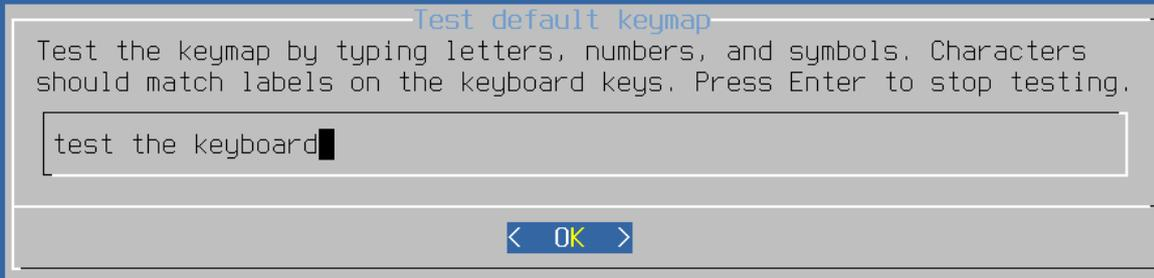 Test default keymap
Test the keymap by typing letters, numbers, and symbols. Characters
should match labels on the keyboard keys. Press Enter to stop testing.
test the keyboard
< OK >